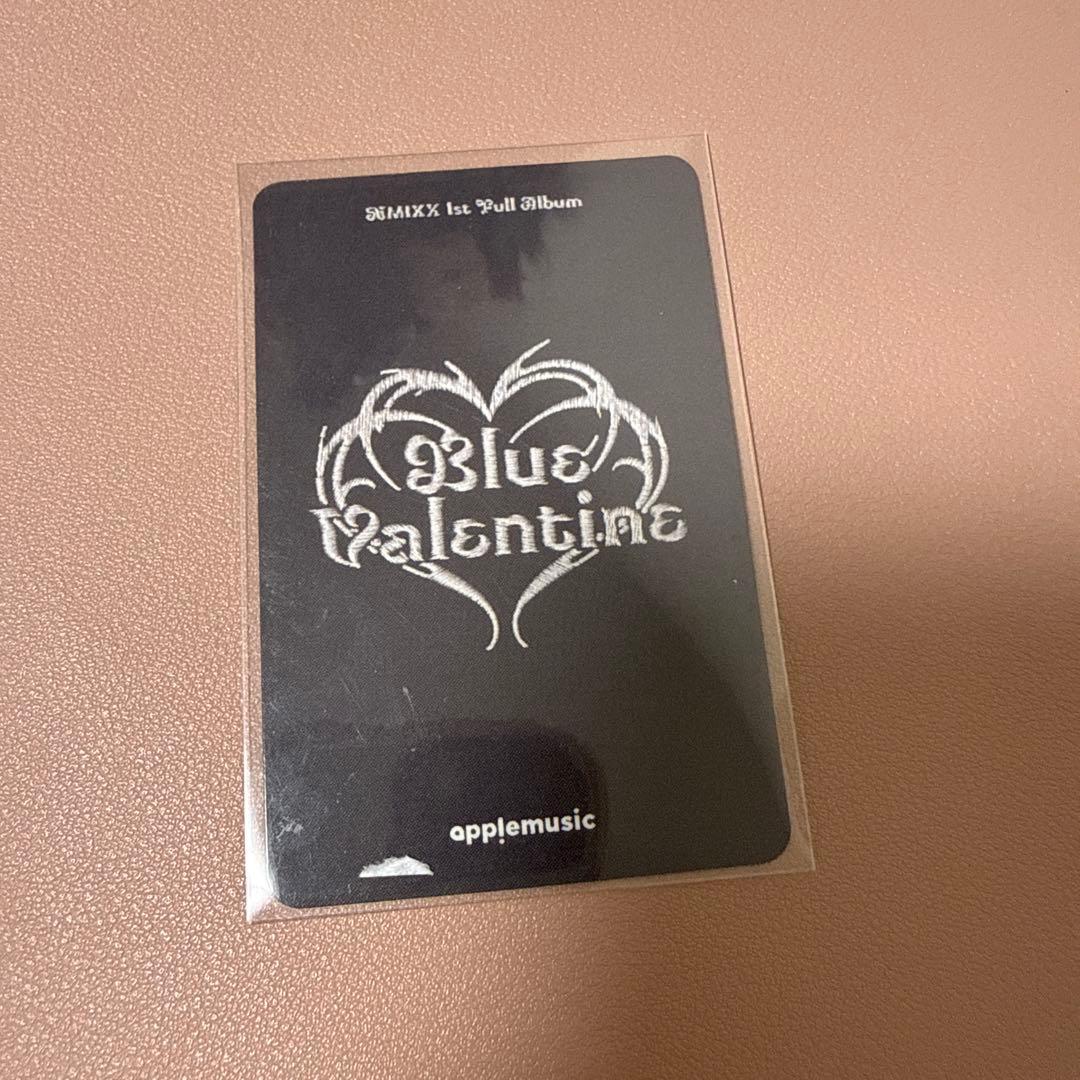 NMIXX 1st Full Album
Blue
Valentine
applemusic